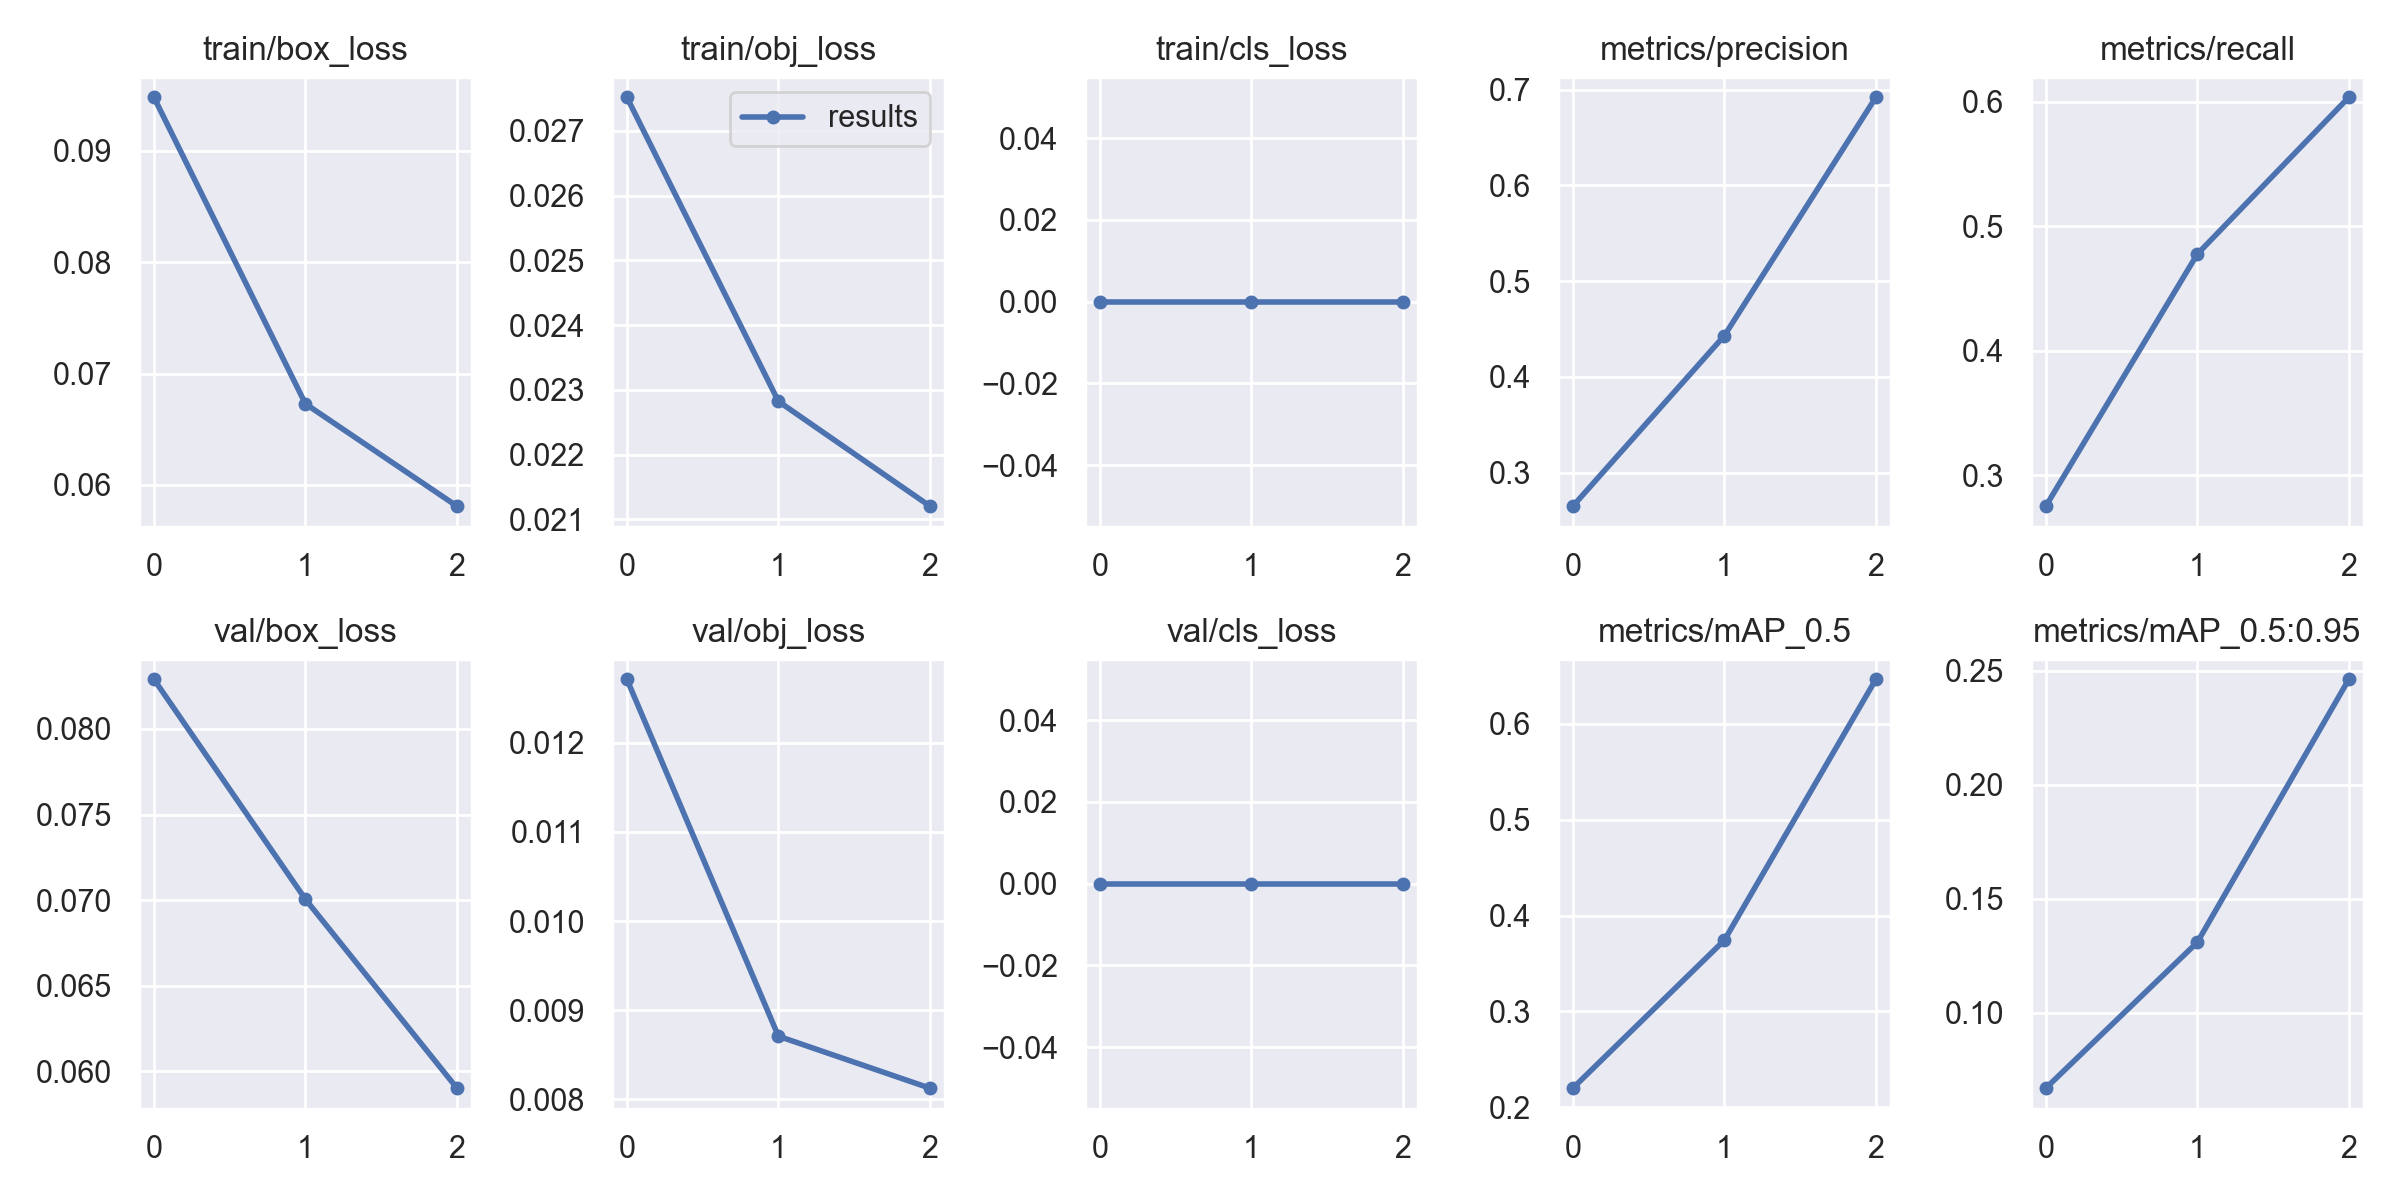 train/box_loss
0.09
0.08
0.07
0.06
0 1 2
train/obj_loss
results
0.027
0.026
0.025
0.024
0.023
0.022
0.021
0 1 2
train/cls_loss
0.04
0.02
0.00
−0.02
−0.04
0 1 2
metrics/precision
0.7
0.6
0.5
0.4
0.3
0 1 2
metrics/recall
0.6
0.5
0.4
0.3
0 1 2
val/box_loss
0.080
0.075
0.070
0.065
0.060
0 1 2
val/obj_loss
0.012
0.011
0.010
0.009
0.008
0 1 2
val/cls_loss
0.04
0.02
0.00
−0.02
−0.04
0 1 2
metrics/mAP_0.5
0.6
0.5
0.4
0.3
0.2
0 1 2
metrics/mAP_0.5:0.95
0.25
0.20
0.15
0.10
0 1 2